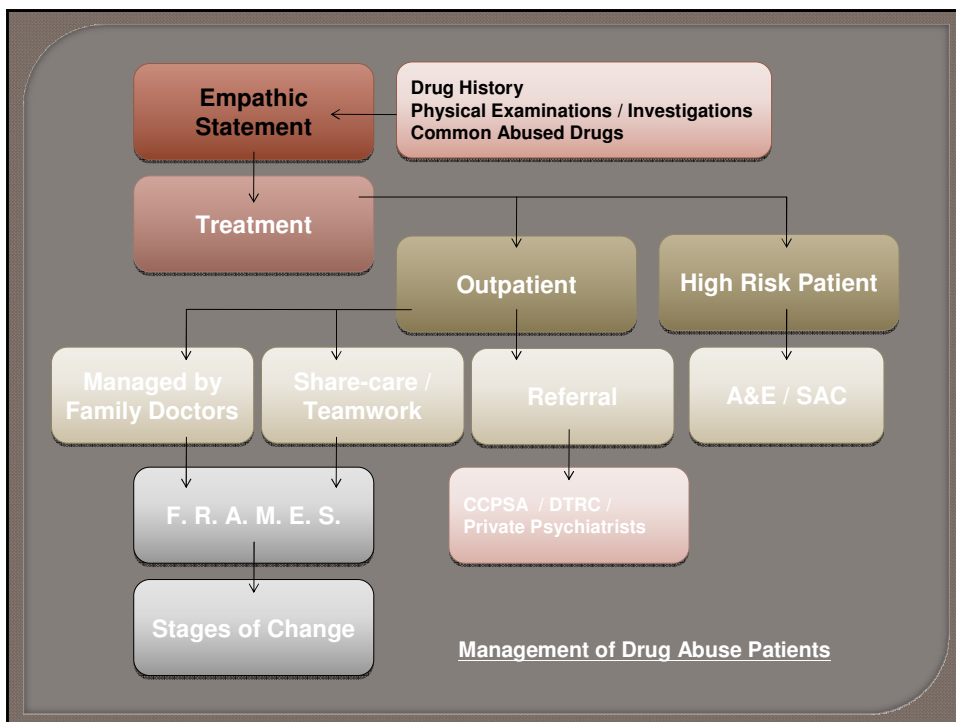 Empathic
Statement
Drug History
Physical Examinations / Investigations
Common Abused Drugs
Treatment
Outpatient
High Risk Patient
Managed by
Family Doctors
Share-care /
Teamwork
Referral
A&E / SAC
F. R. A. M. E. S.
CCPSA / DTRC /
Private Psychiatrists
Stages of Change
Management of Drug Abuse Patients